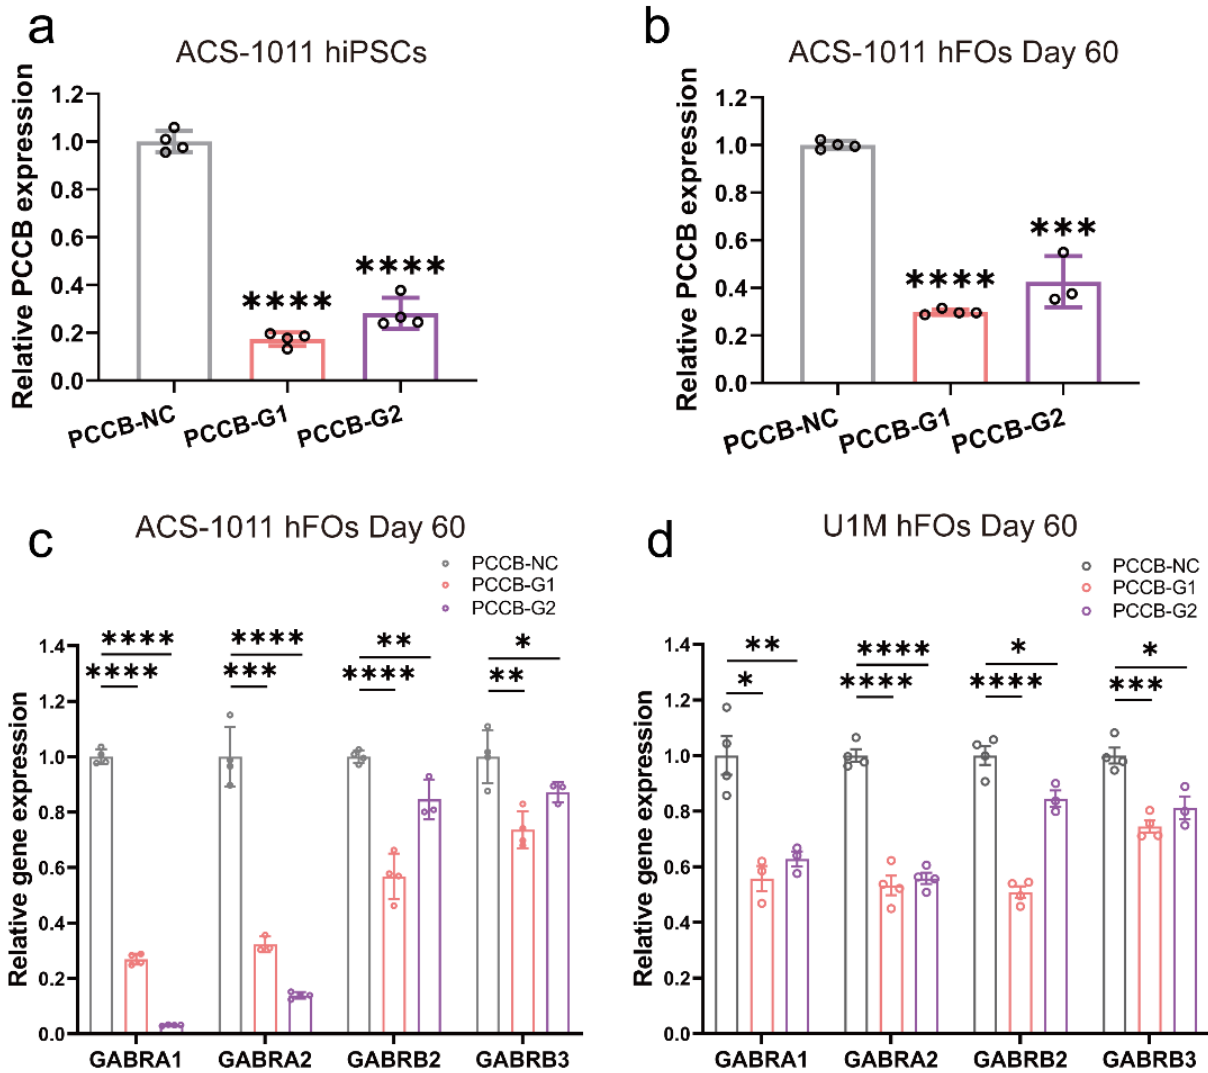 a
ACS-1011 hiPSCs
Relative PCCB expression
1.2
1.0
0.8
0.6
0.4
0.2
0.0
****
****
PCCB-NC
PCCB-G1
PCCB-G2
b
ACS-1011 hFOs Day 60
Relative PCCB expression
1.2
1.0
0.8
0.6
0.4
0.2
0.0
****
***
PCCB-NC
PCCB-G1
PCCB-G2
c
ACS-1011 hFOs Day 60
PCCB-NC
PCCB-G1
PCCB-G2
Relative gene expression
1.4
1.2
1.0
0.8
0.6
0.4
0.2
0.0
**** **** ** *
**** *** **** **
GABRA1 GABRA2 GABRB2 GABRB3
d
U1M hFOs Day 60
PCCB-NC
PCCB-G1
PCCB-G2
Relative gene expression
1.4
1.2
1.0
0.8
0.6
0.4
0.2
0.0
** **** * *
* **** **** ***
GABRA1 GABRA2 GABRB2 GABRB3